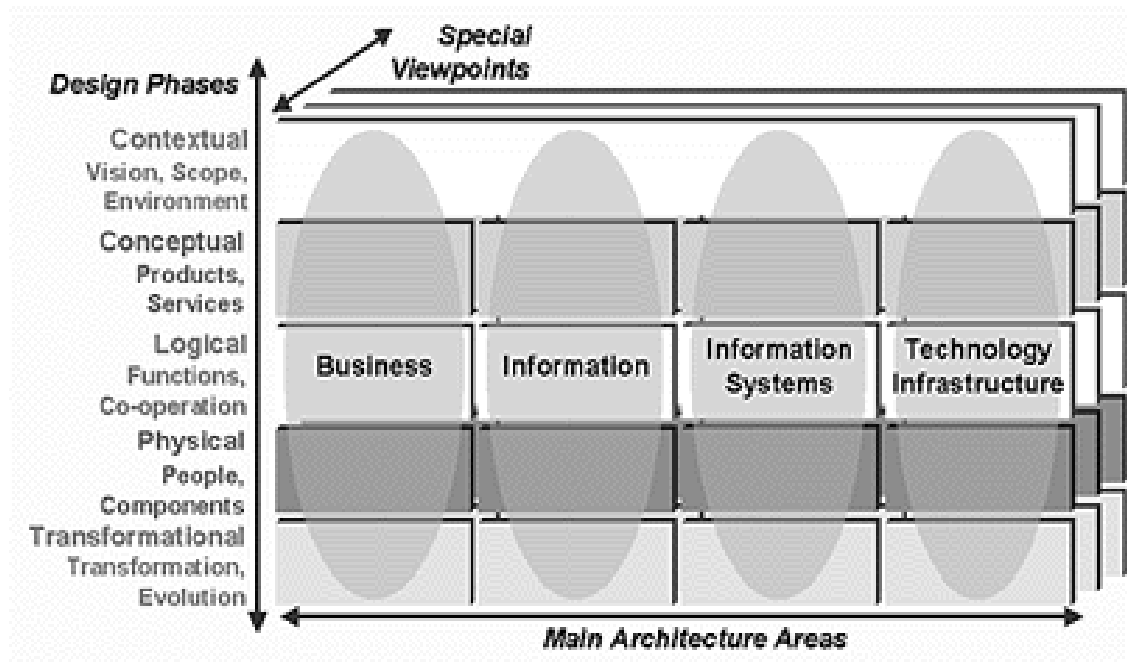 Special
Viewpoints
Design Phases
Contextual
Vision, Scope,
Environment
Conceptual
Products,
Services
Logical
Functions,
Co-operation
Physical
People,
Components
Transformational
Transformation,
Evolution
Business
Information
Information
Systems
Technology
Infrastructure
Main Architecture Areas